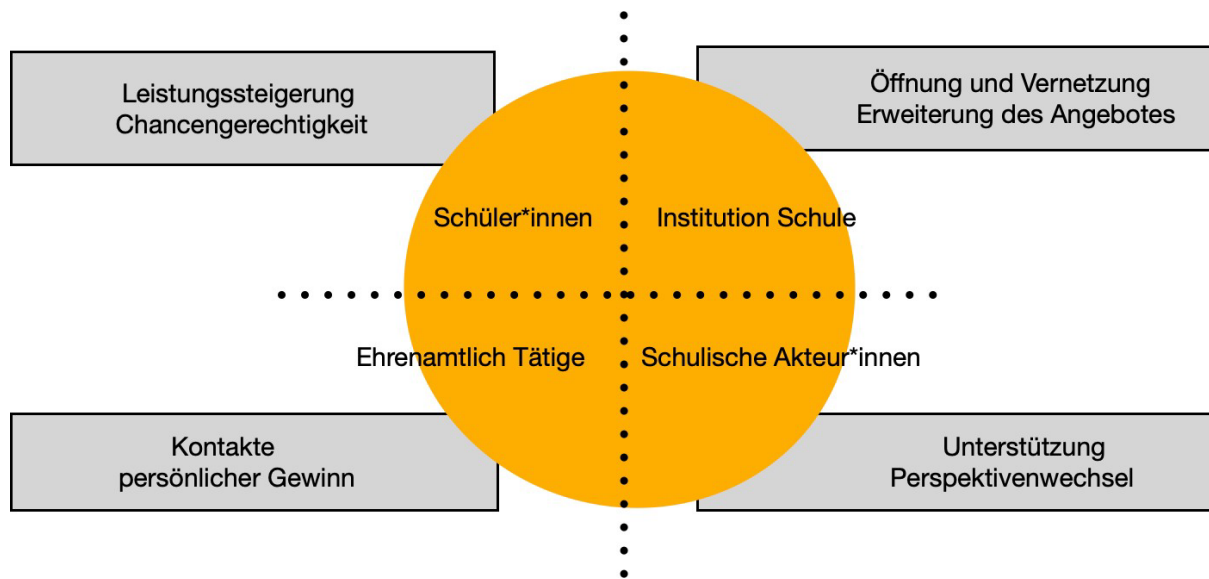 Leistungssteigerung
Chancengerechtigkeit
Öffnung und Vernetzung
Erweiterung des Angebotes
Schüler*innen
Institution Schule
Ehrenamtlich Tätige
Schulische Akteur*innen
Kontakte
persönlicher Gewinn
Unterstützung
Perspektivenwechsel